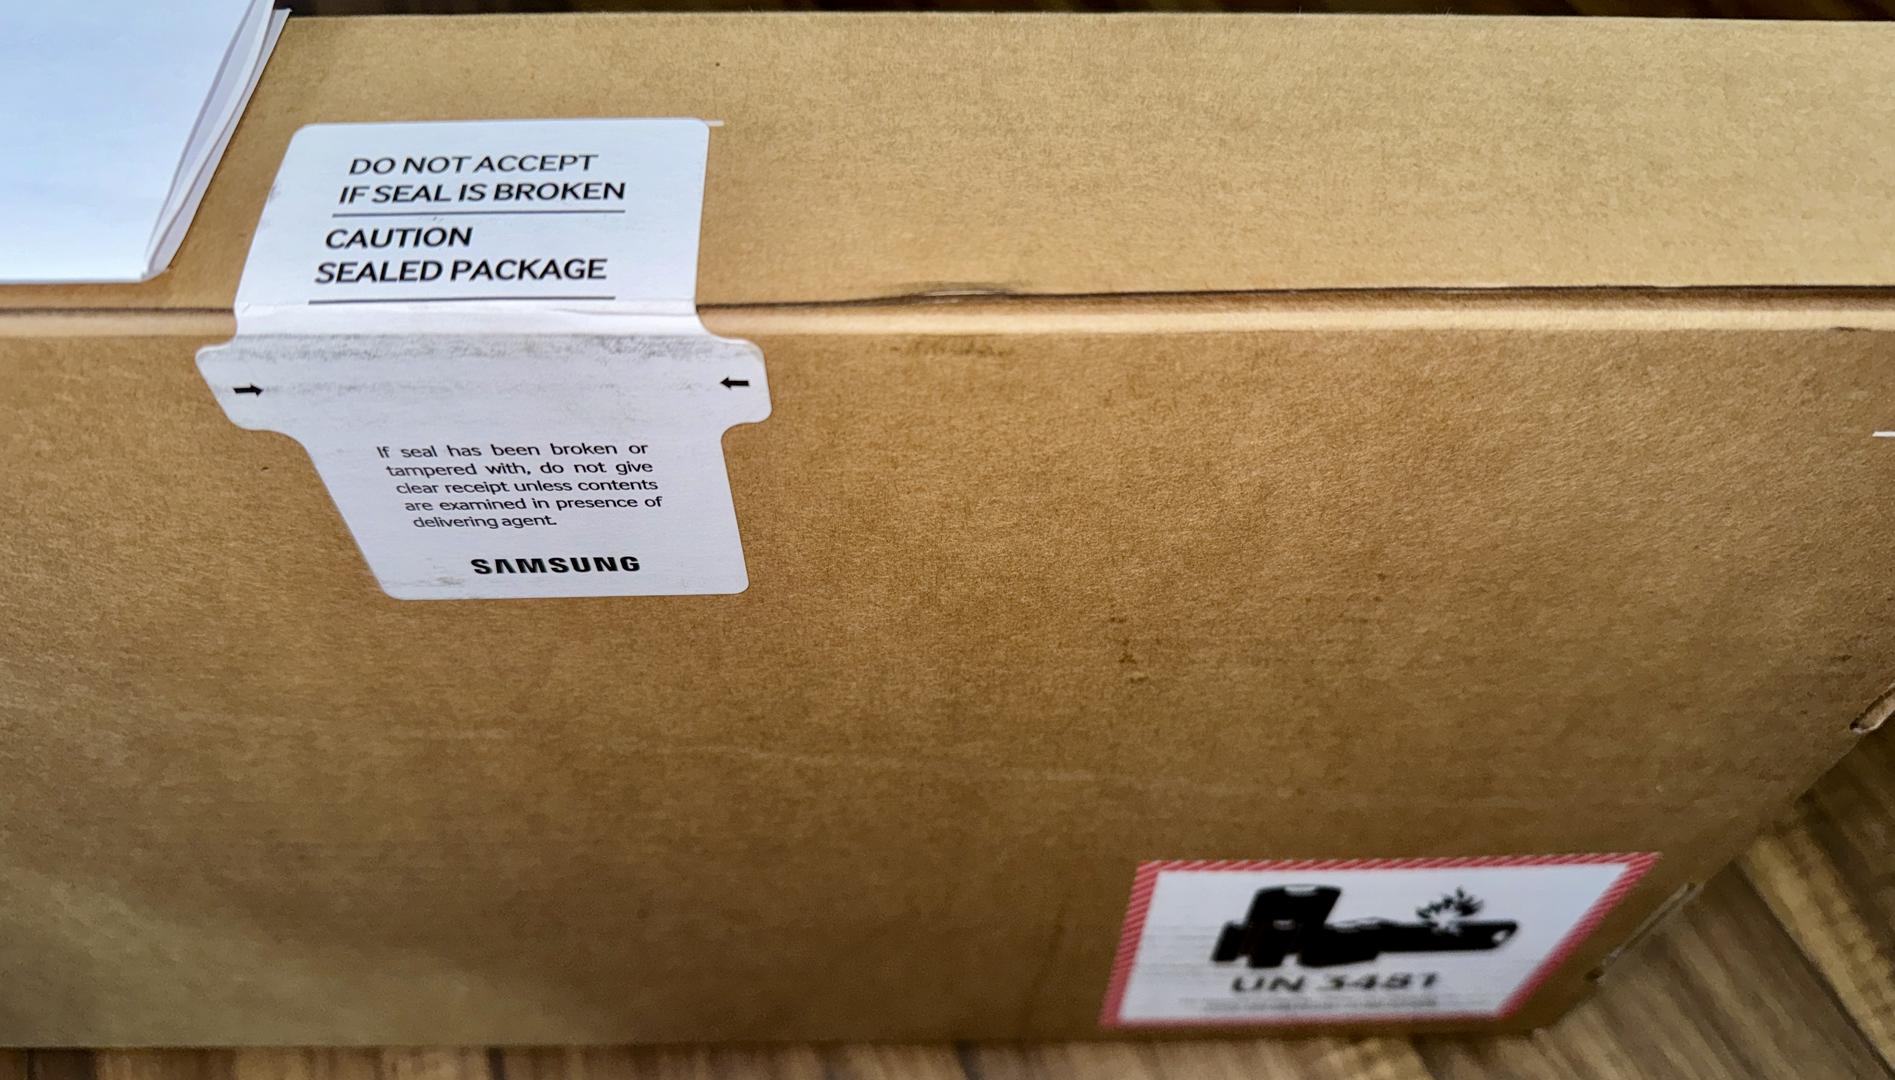 DO NOT ACCEPT
IF SEAL IS BROKEN
CAUTION
SEALED PACKAGE
If seal has been broken or
tampered with, do not give
clear receipt unless contents
are examined in presence of
delivering agent.
SAMSUNG
UN 3481